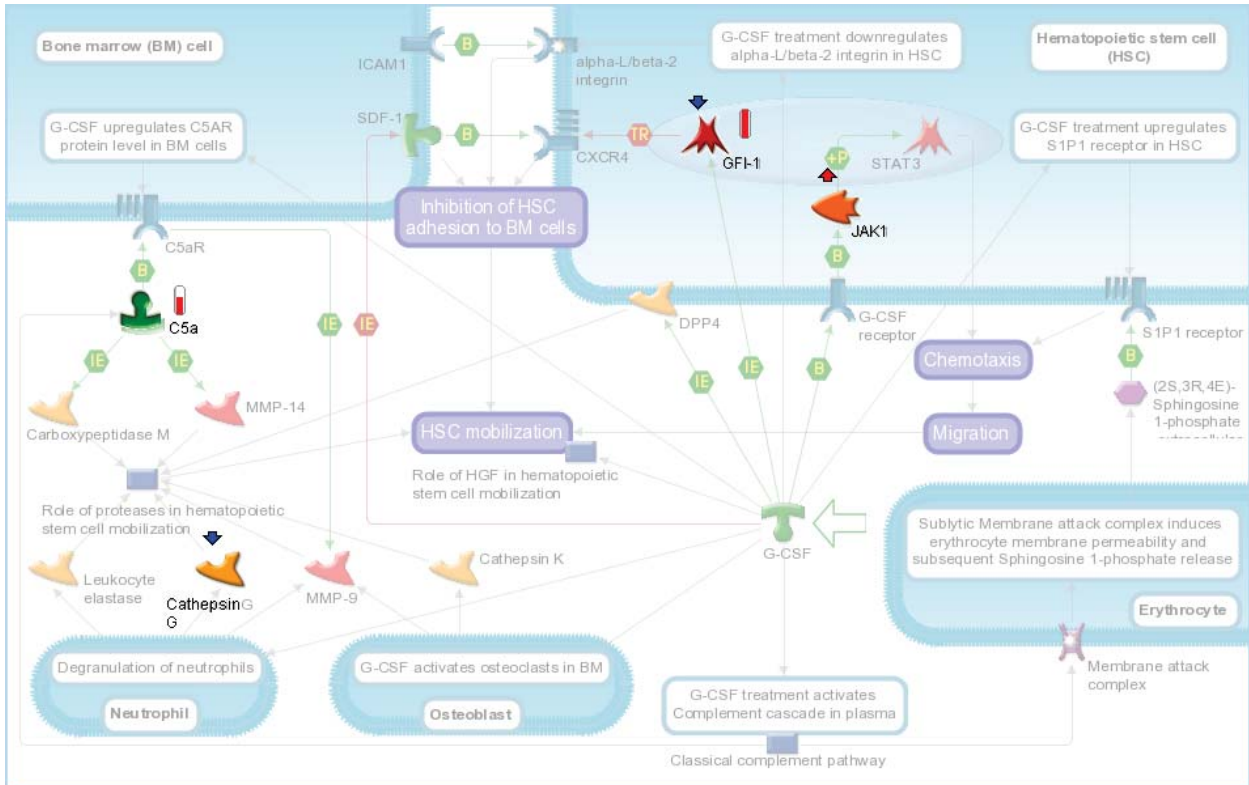 Bone marrow (BM) cell
ICAM1
B
alpha-L/beta-2
integrin
G-CSF treatment downregulates
alpha-L/beta-2 integrin in HSC
Hematopoietic stem cell
(HSC)
G-CSF upregulates C5AR
protein level in BM cells
SDF-1
B
CXCR4
TR
GFI-1
+P
STAT3
G-CSF treatment upregulates
S1P1 receptor in HSC
Inhibition of HSC
adhesion to BM cells
JAK1
C5aR
B
B
C5a
IE
IE
DPP4
G-CSF
receptor
S1P1 receptor
IE
IE
Chemotaxis
B
IE
IE
B
(2S,3R,4E)-
Sphingosine
1-phosphate
MMP-14
Carboxypeptidase M
HSC mobilization
Migration
Role of HGF in hematopoietic
stem cell mobilization
Role of proteases in hematopoietic
stem cell mobilization
G-CSF
Sublytic Membrane attack complex induces
erythrocyte membrane permeability and
subsequent Sphingosine 1-phosphate release
Cathepsin K
Leukocyte
elastase
Cathepsin G
G
MMP-9
Erythrocyte
Degranulation of neutrophils
G-CSF activates osteoclasts in BM
Membrane attack
complex
Neutrophil
Osteoblast
G-CSF treatment activates
Complement cascade in plasma
Classical complement pathway